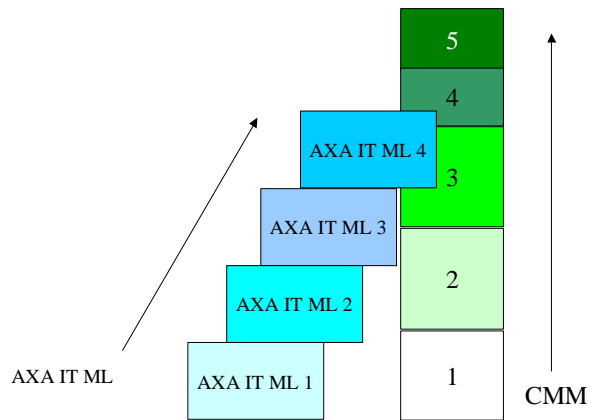 5
4
AXA IT ML 4
3
AXA IT ML 3
2
AXA IT ML 2
AXA IT ML
AXA IT ML 1
1
CMM